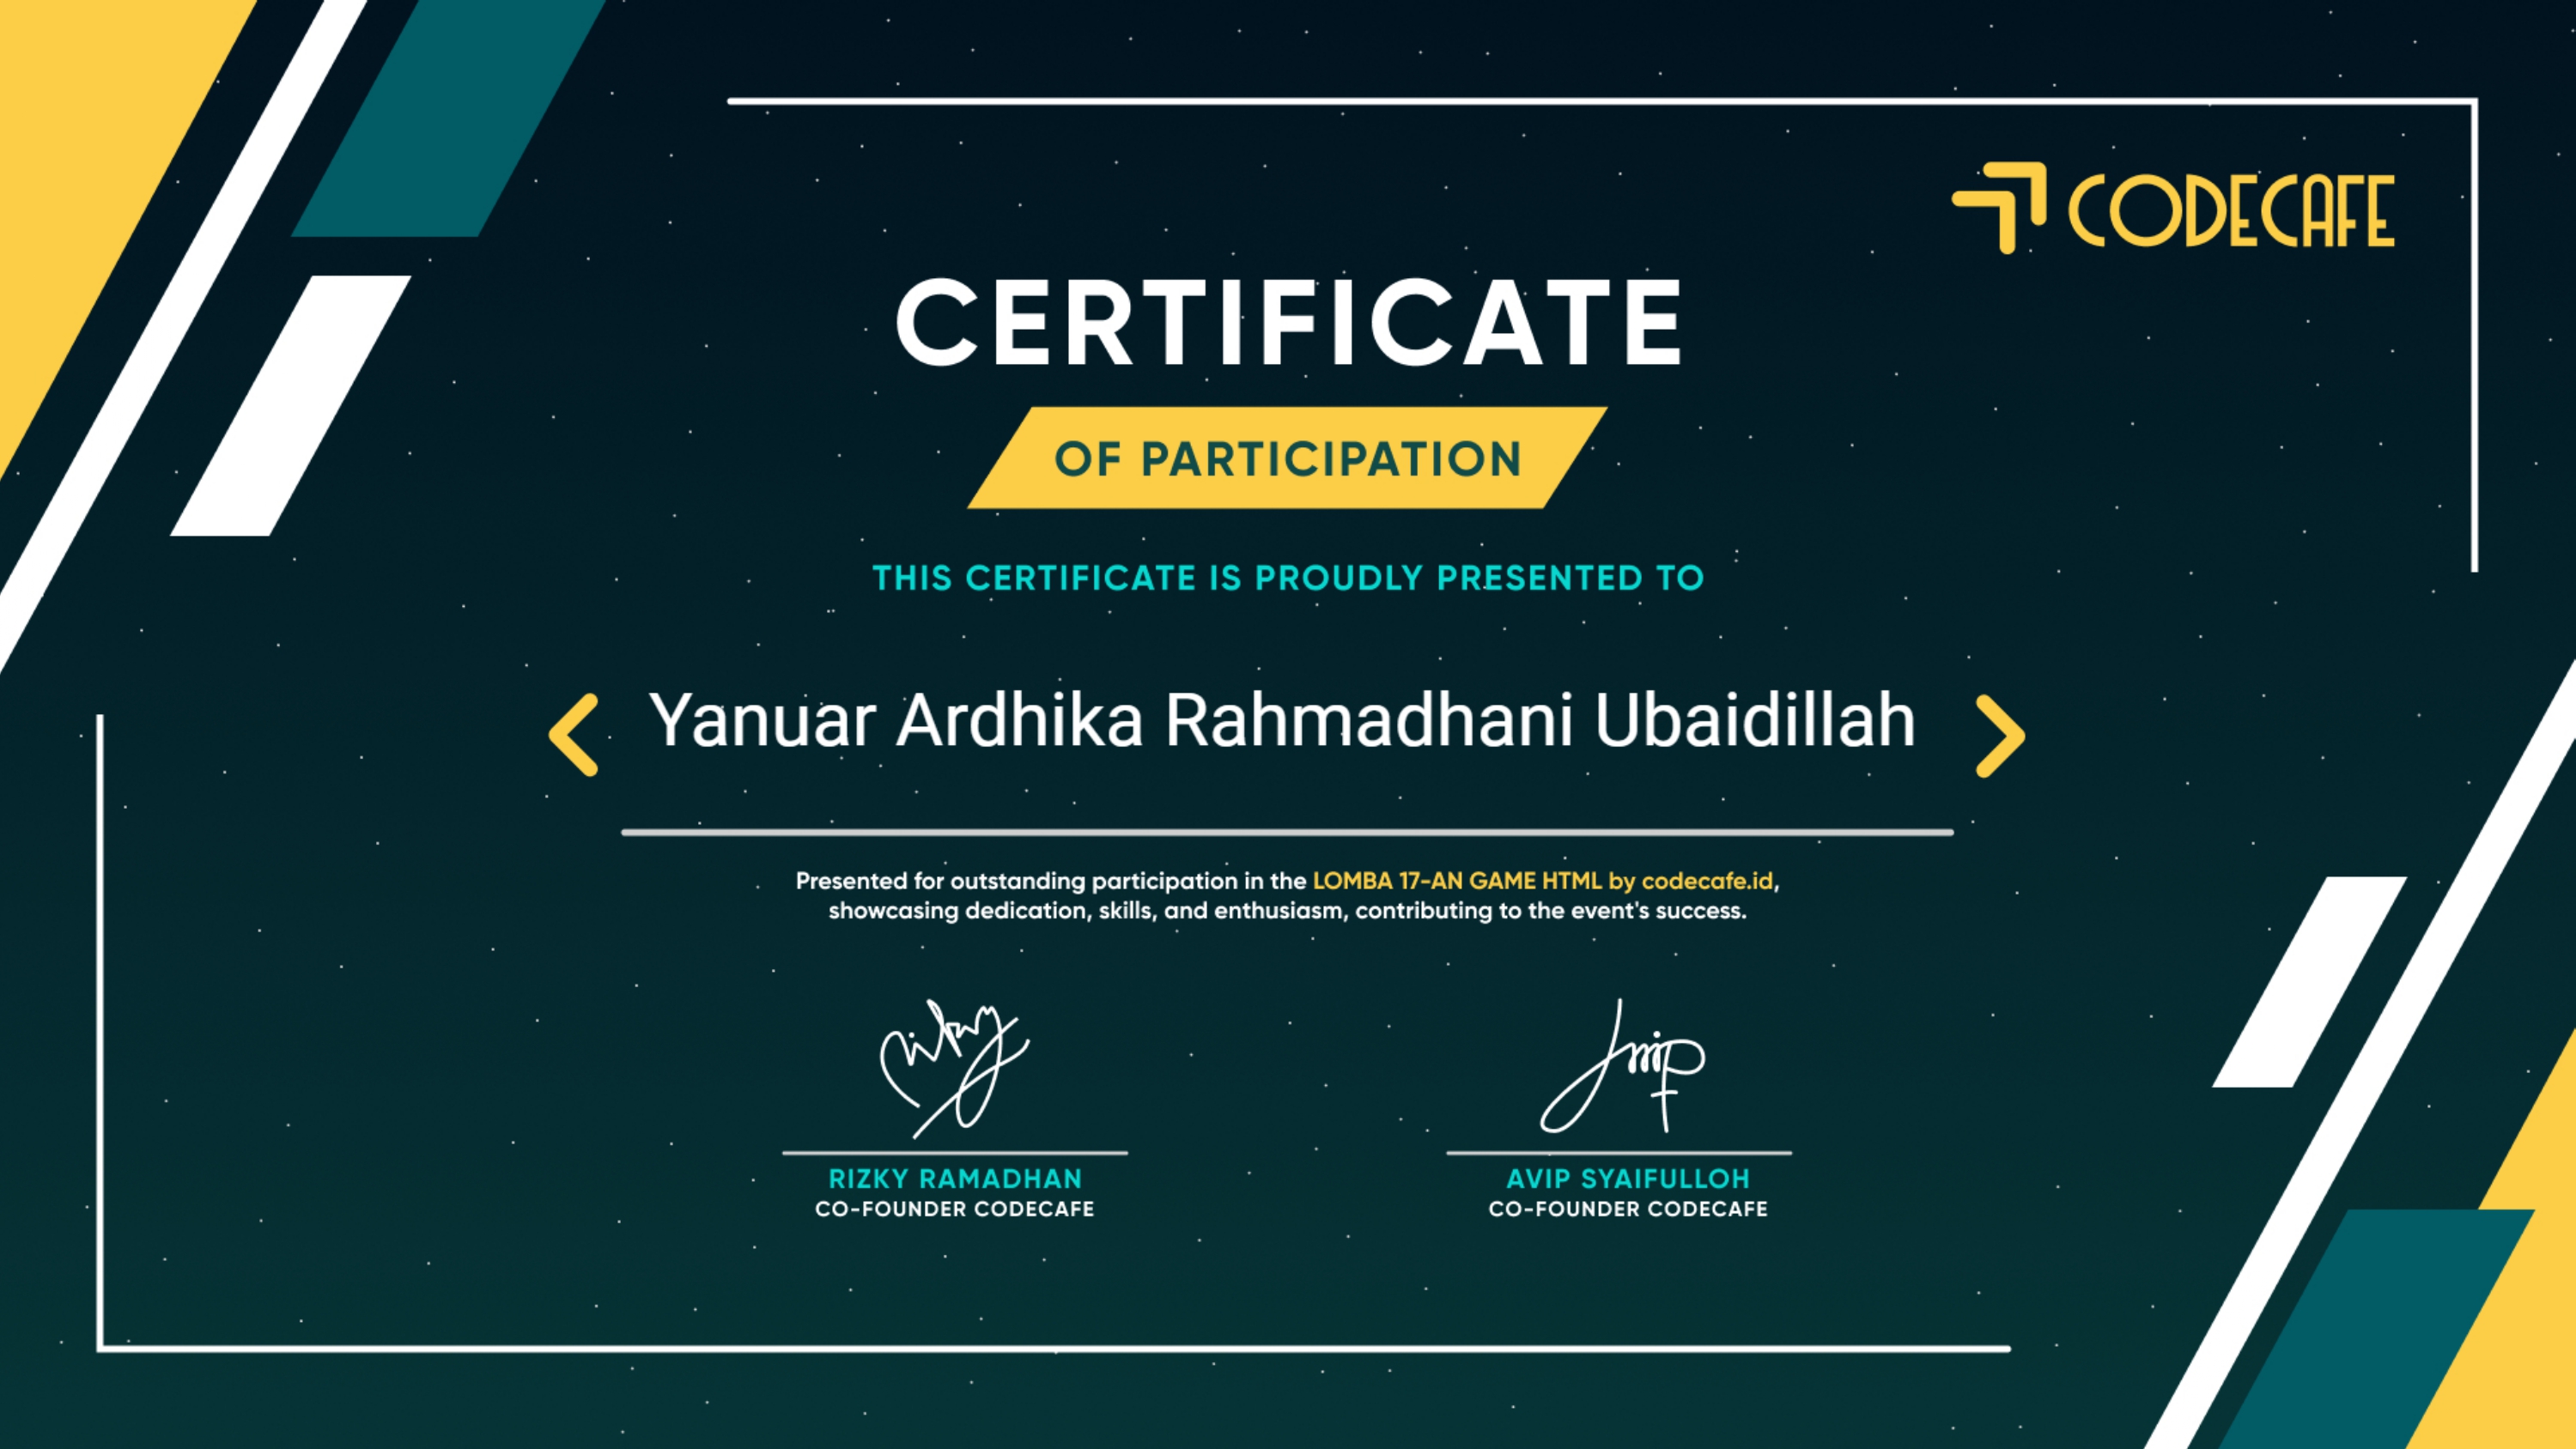 CODECAFE
CERTIFICATE
OF PARTICIPATION
THIS CERTIFICATE IS PROUDLY PRESENTED TO
Yanuar Ardhika Rahmadhani Ubaidillah
Presented for outstanding participation in the LOMBA 17-AN GAME HTML by codecafe.id,
showcasing dedication, skills, and enthusiasm, contributing to the event's success.
RIZKY RAMADHAN
CO-FOUNDER CODECAFE
AVIP SYAIFULLOH
CO-FOUNDER CODECAFE